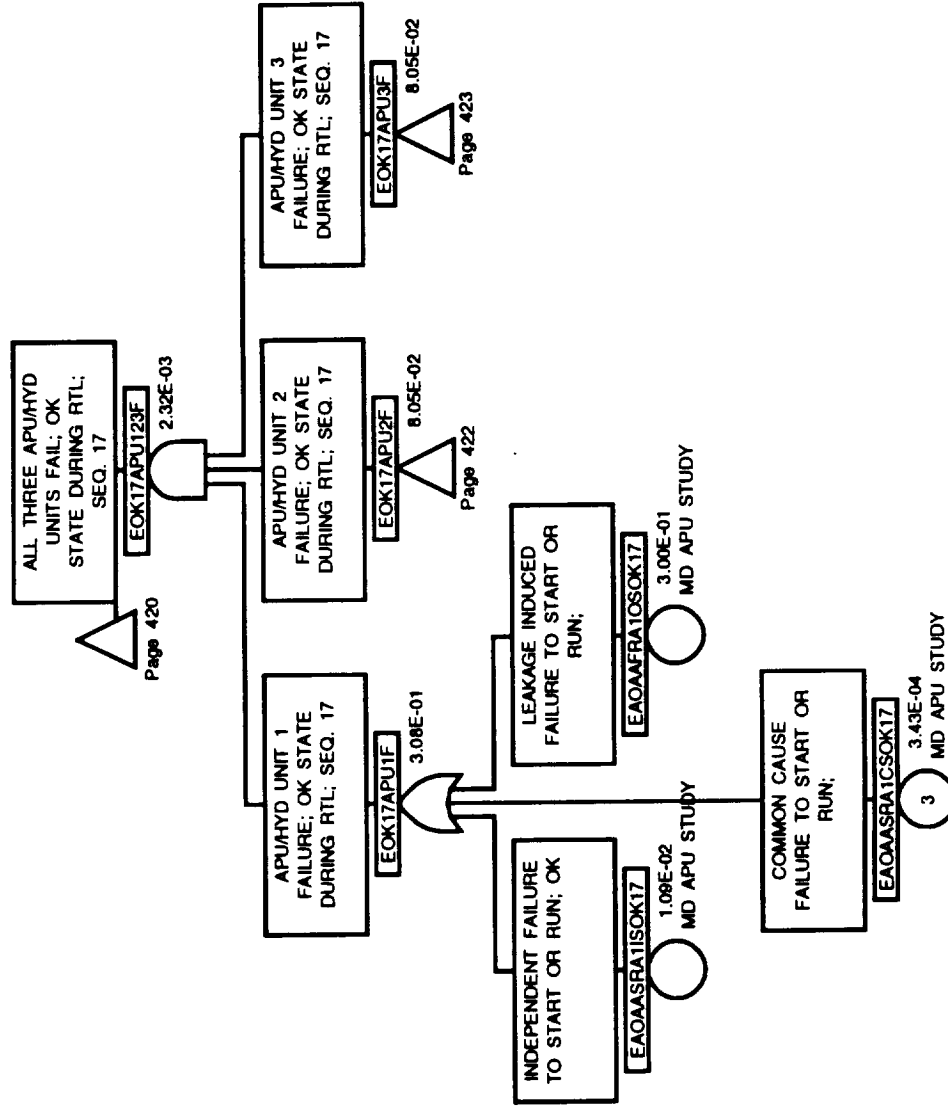 ALL THREE APU/HYD
UNITS FAIL; OK
STATE DURING RTL;
SEQ. 17
EOK17APU123F
2.32E-03
Page 420
APU/HYD UNIT 1
FAILURE; OK STATE
DURING RTL; SEQ. 17
EOK17APU1F
3.08E-01
APU/HYD UNIT 2
FAILURE; OK STATE
DURING RTL; SEQ. 17
EOK17APU2F
8.05E-02
Page 422
APU/HYD UNIT 3
FAILURE; OK STATE
DURING RTL; SEQ. 17
EOK17APU3F
8.05E-02
Page 423
INDEPENDENT FAILURE
TO START OR RUN; OK
EAOAASRA1ISOK17
1.09E-02
MD APU STUDY
LEAKAGE INDUCED
FAILURE TO START OR
RUN;
EAOAAFRA1OSOK17
3.00E-01
MD APU STUDY
COMMON CAUSE
FAILURE TO START OR
RUN;
EAOAASRA1CSOK17
3
3.43E-04
MD APU STUDY